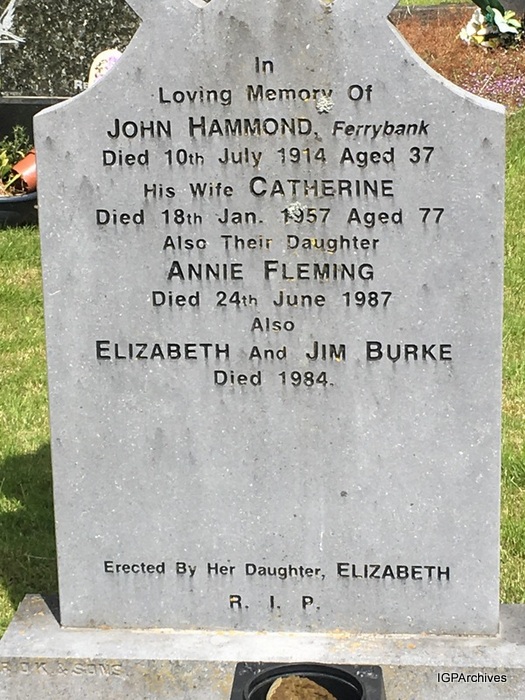 In
Loving Memory Of
JOHN HAMMOND, Ferrybank
Died 10th July 1914 Aged 37
His Wife CATHERINE
Died 18th Jan. 1957 Aged 77
Also Their Daughter
ANNIE FLEMING
Died 24th June 1987
Also
ELIZABETH And JIM BURKE
Died 1984.
Erected By Her Daughter, ELIZABETH
R. I. P.
& SONS
IGPArchives